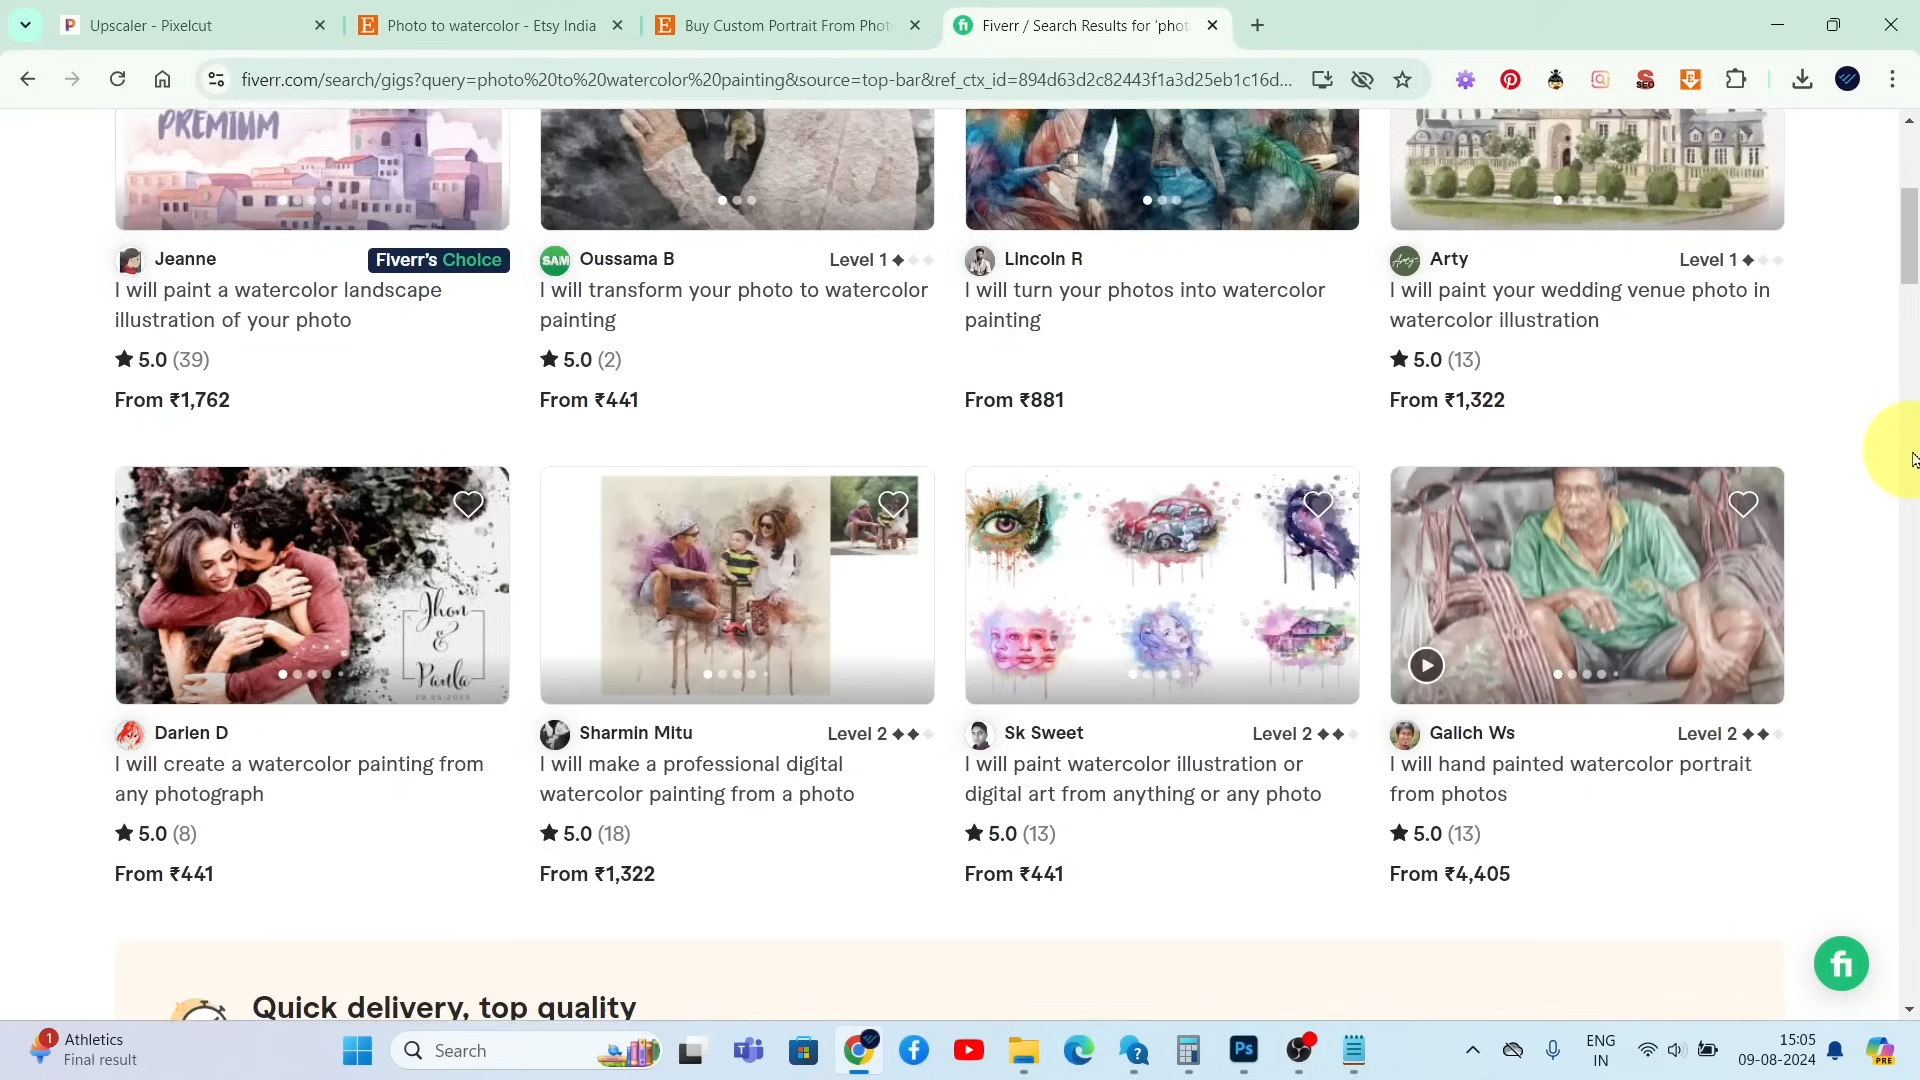 Upscaler - Pixelcut
Photo to watercolor - Etsy India
Buy Custom Portrait From Phot
Fiverr / Search Results for 'phot
fiverr.com/search/gigs?query=photo%20to%20watercolor%20painting&source=top-bar&ref_ctx_id=894d63d2c82443f1a3d25eb1c16d...
PREMIUM
Jeanne
Fiverr's Choice
I will paint a watercolor landscape
illustration of your photo
5.0 (39)
From ₹1,762
SAM
Oussama B
Level 1
I will transform your photo to watercolor
painting
5.0 (2)
From ₹441
Lincoln R
I will turn your photos into watercolor
painting
From ₹881
Arty
Arty
Level 1
I will paint your wedding venue photo in
watercolor illustration
5.0 (13)
From ₹1,322
Jhon
&
Paula
Darien D
I will create a watercolor painting from
any photograph
5.0 (8)
From ₹441
Sharmin Mitu
Level 2
I will make a professional digital
watercolor painting from a photo
5.0 (18)
From ₹1,322
Sk Sweet
Level 2
I will paint watercolor illustration or
digital art from anything or any photo
5.0 (13)
From ₹441
Galich Ws
Level 2
I will hand painted watercolor portrait
from photos
5.0 (13)
From ₹4,405
Quick delivery, top quality
fi
1
Athletics
Final result
Search
Ps
ENG
IN
15:05
09-08-2024
PRE
SEO